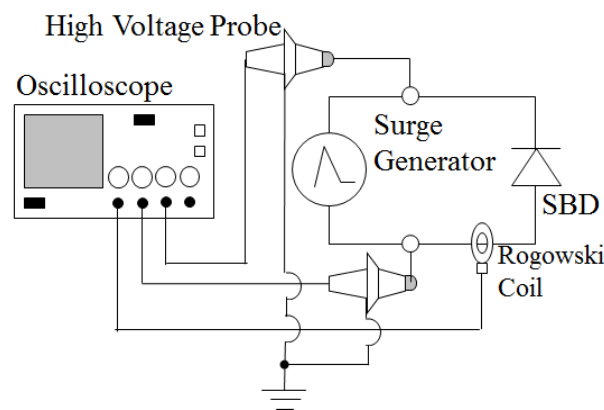 High Voltage Probe
Oscilloscope
Surge
Generator
SBD
Rogowski
Coil